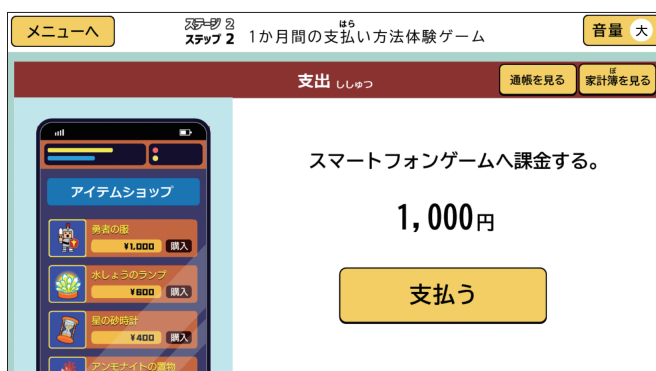 メニューへ
ステージ 2
ステップ 2
1か月間の支払い方法体験ゲーム
はら
音量 大
支出 ししゅつ
通帳を見る
家計簿を見る
ぼ
スマートフォンゲームへ課金する。
1,000円
支払う
アイテムショップ
勇者の服
¥1,000 購入
水しょうのランプ
¥800 購入
星の砂時計
¥400 購入
アンモナイトの置物